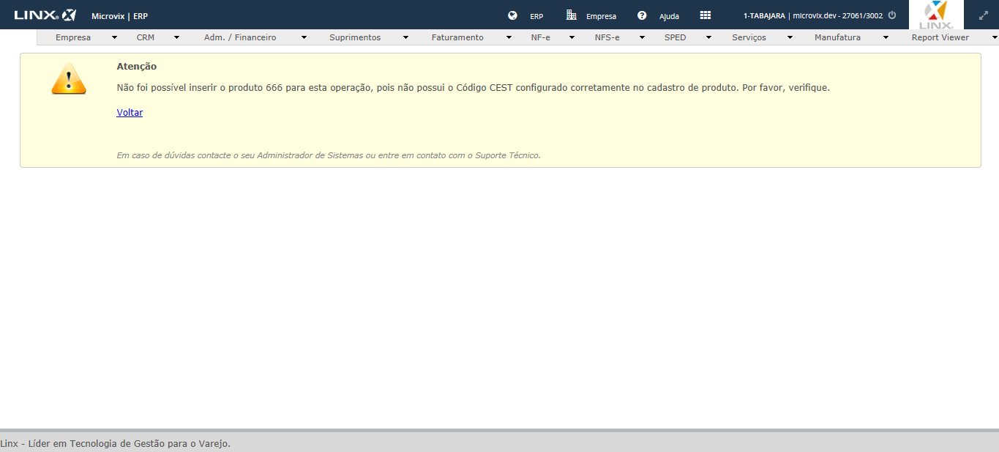 LINX Microvix | ERP ERP Empresa Ajuda 1-TABAJARA | microvix.dev - 27061/3002 LINX
Empresa CRM Adm. / Financeiro Suprimentos Faturamento NF-e NFS-e SPED Serviços Manufatura Report Viewer
Atenção
Não foi possível inserir o produto 666 para esta operação, pois não possui o Código CEST configurado corretamente no cadastro de produto. Por favor, verifique.
Voltar
Em caso de dúvidas contacte o seu Administrador de Sistemas ou entre em contato com o Suporte Técnico.
Linx - Líder em Tecnologia de Gestão para o Varejo.